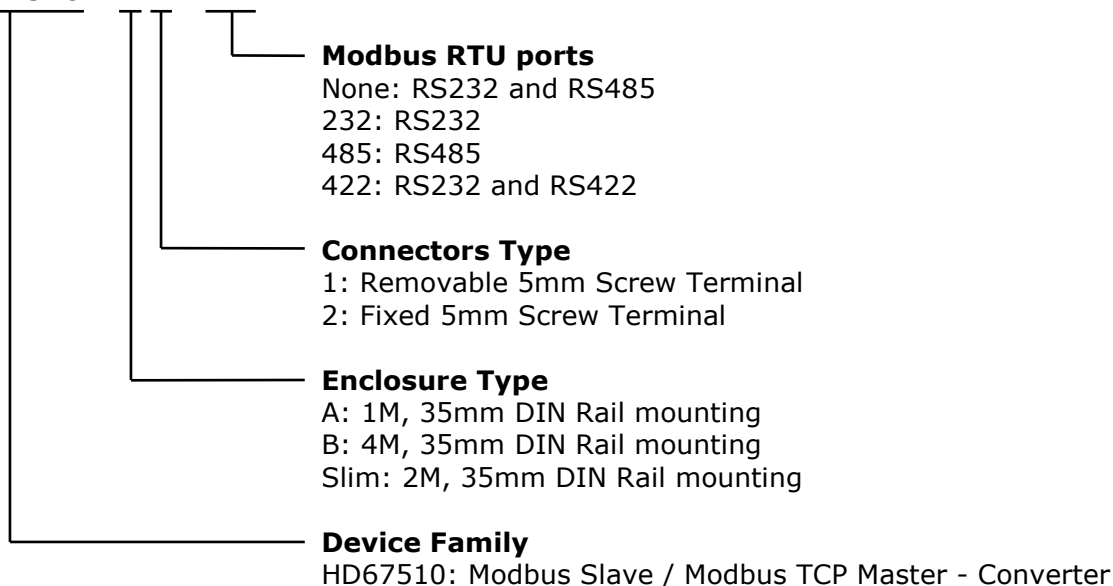 Modbus RTU ports
None: RS232 and RS485
232: RS232
485: RS485
422: RS232 and RS422
Connectors Type
1: Removable 5mm Screw Terminal
2: Fixed 5mm Screw Terminal
Enclosure Type
A: 1M, 35mm DIN Rail mounting
B: 4M, 35mm DIN Rail mounting
Slim: 2M, 35mm DIN Rail mounting
Device Family
HD67510: Modbus Slave / Modbus TCP Master - Converter